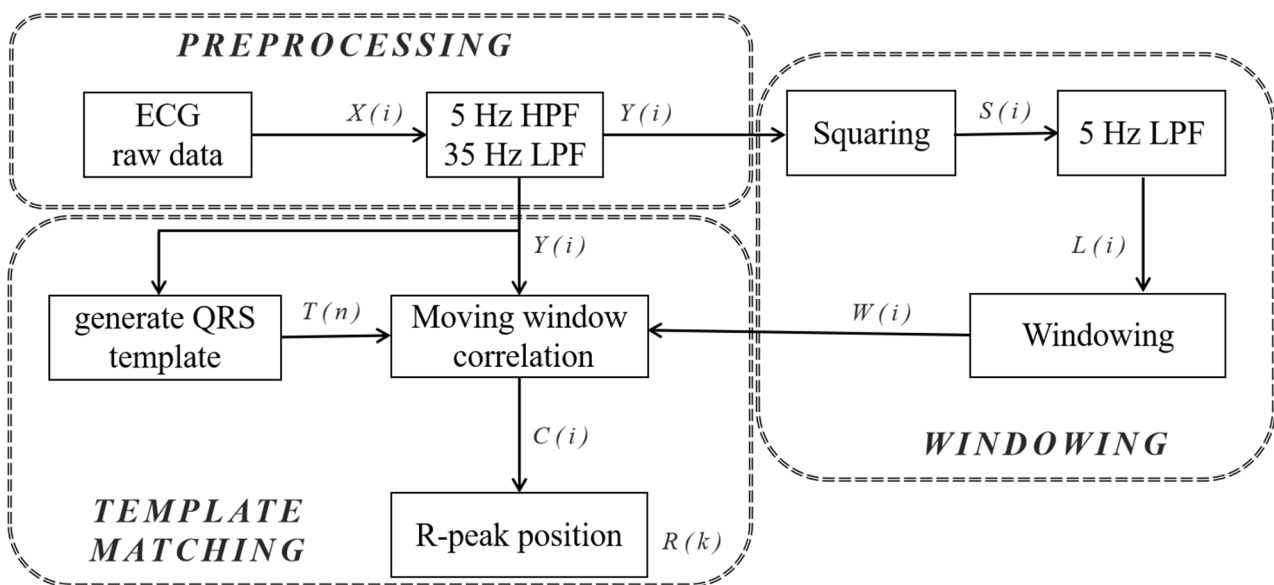 PREPROCESSING
ECG
raw data
X(i)
5 Hz HPF
35 Hz LPF
Y(i)
Squaring
S(i)
5 Hz LPF
L(i)
Windowing
W(i)
WINDOWING
Y(i)
generate QRS
template
T(n)
Moving window
correlation
C(i)
R-peak position
R(k)
TEMPLATE
MATCHING